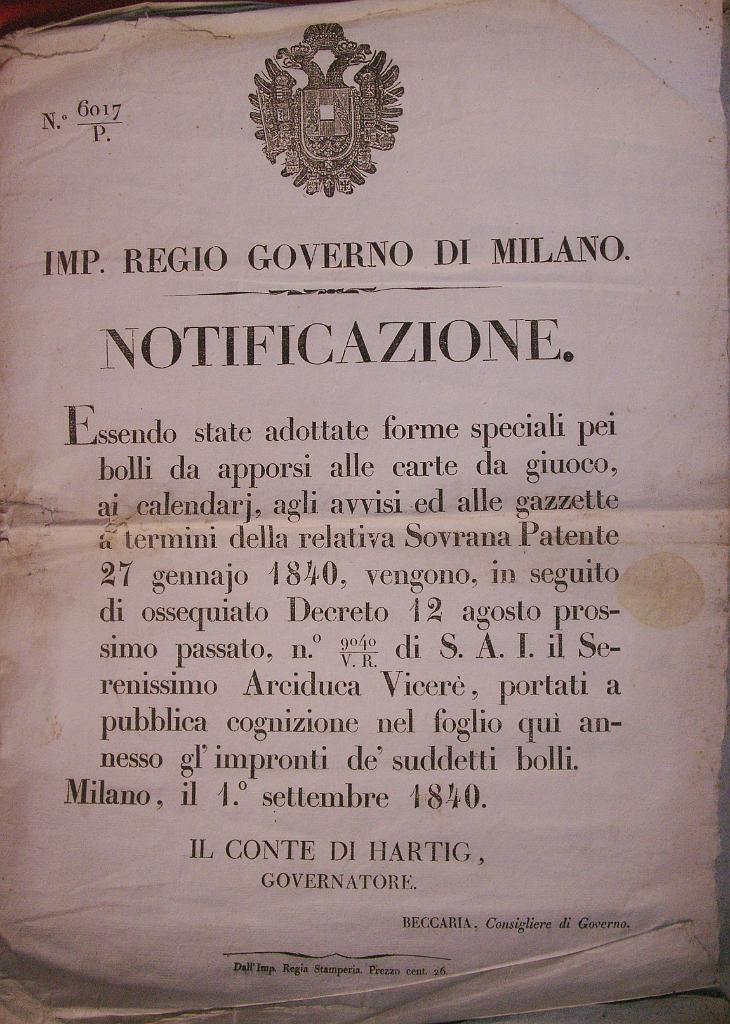 N.º 6017/P.
IMP. REGIO GOVERNO DI MILANO.
NOTIFICAZIONE.
Essendo state adottate forme speciali pei
bolli da apporsi alle carte da giuoco,
ai calendarj, agli avvisi ed alle gazzette
a termini della relativa Sovrana Patente
27 gennajo 1840, vengono, in seguito
di ossequiato Decreto 12 agosto pros-
simo passato, n.º 9040/V. R. di S. A. I. il Se-
renissimo Arciduca Vicerè, portati a
pubblica cognizione nel foglio quì an-
nesso gl' impronti de' suddetti bolli.
Milano, il 1.º settembre 1840.
IL CONTE DI HARTIG,
GOVERNATORE.
BECCARIA, Consigliere di Governo.
Dall'Imp. Regia Stamperia. Prezzo cent. 26.